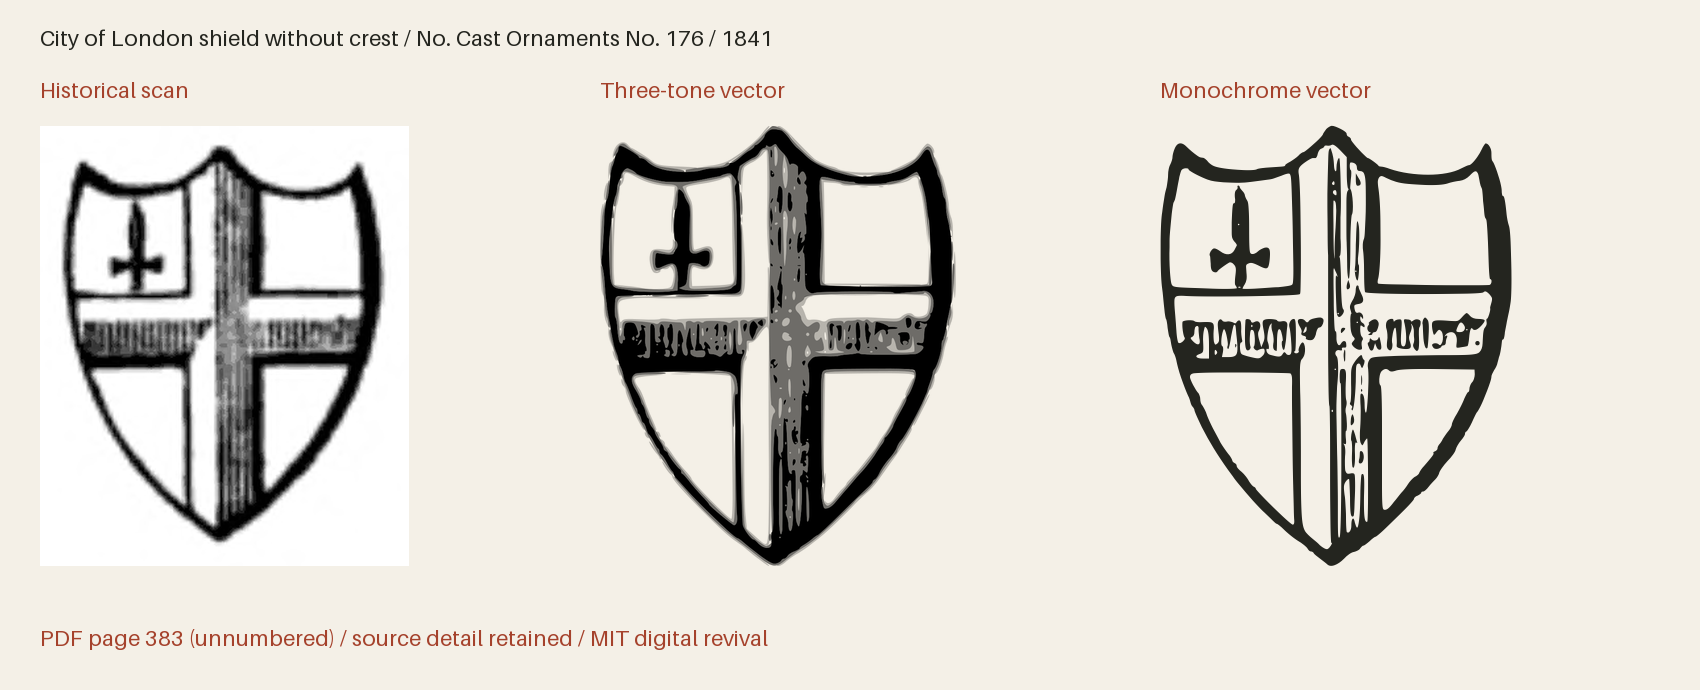 City of London shield without crest / No. Cast Ornaments No. 176 / 1841
Historical scan
Three-tone vector
Monochrome vector
PDF page 383 (unnumbered) / source detail retained / MIT digital revival